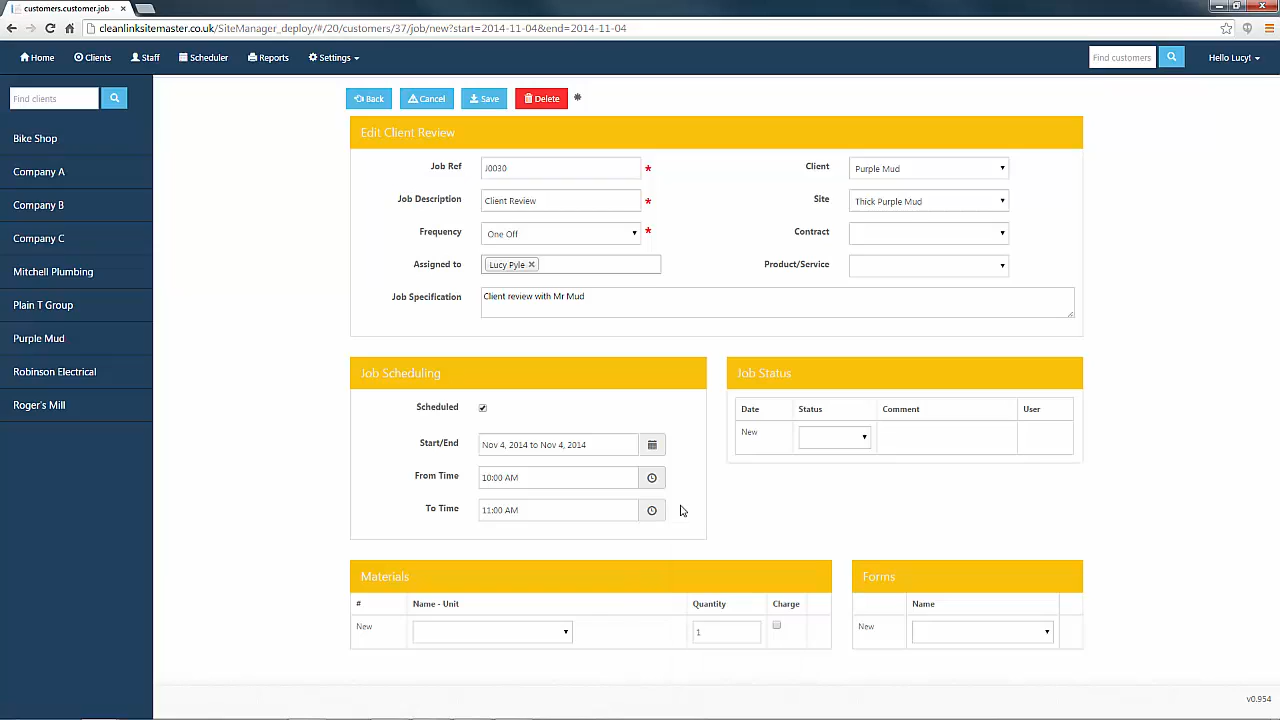 customers.customer.job -
cleanlinksitemaster.co.uk/SiteManager_deploy/#/20/customers/37/job/new?start=2014-11-04&end=2014-11-04
Home Clients Staff Scheduler Reports Settings Find customers Hello Lucy!
Find clients
Back Cancel Save Delete
Edit Client Review
Bike Shop
Company A
Company B
Company C
Mitchell Plumbing
Plain T Group
Purple Mud
Robinson Electrical
Roger's Mill
Job Ref J0030 * Client Purple Mud
Job Description Client Review * Site Thick Purple Mud
Frequency One Off * Contract
Assigned to Lucy Pyle x Product/Service
Job Specification Client review with Mr Mud
Job Scheduling
Scheduled
Start/End Nov 4, 2014 to Nov 4, 2014
From Time 10:00 AM
To Time 11:00 AM
Job Status
Date Status Comment User
New
Materials
# Name - Unit Quantity Charge
New 1
Forms
Name
New
v0.954